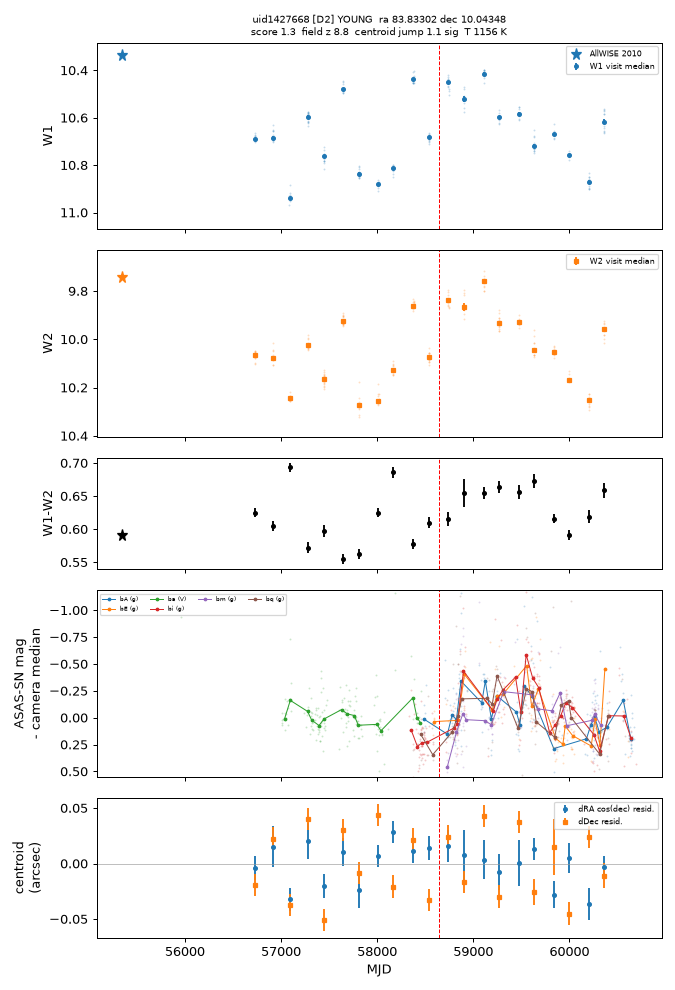 uid1427668 [D2] YOUNG  ra 83.83302 dec 10.04348
score 1.3  field z 8.8  centroid jump 1.1 sig  T 1156 K
AllWISE 2010
W1 visit median
10.4
10.6
10.8
11.0
W1
W2 visit median
9.8
10.0
10.2
10.4
W2
0.70
0.65
0.60
0.55
W1-W2
bA (g)
bE (g)
ba (V)
bi (g)
bm (g)
bq (g)
−1.00
−0.75
−0.50
−0.25
0.00
0.25
0.50
ASAS-SN mag
- camera median
dRA cos(dec) resid.
dDec resid.
0.05
0.00
−0.05
centroid
(arcsec)
56000
57000
58000
59000
60000
MJD